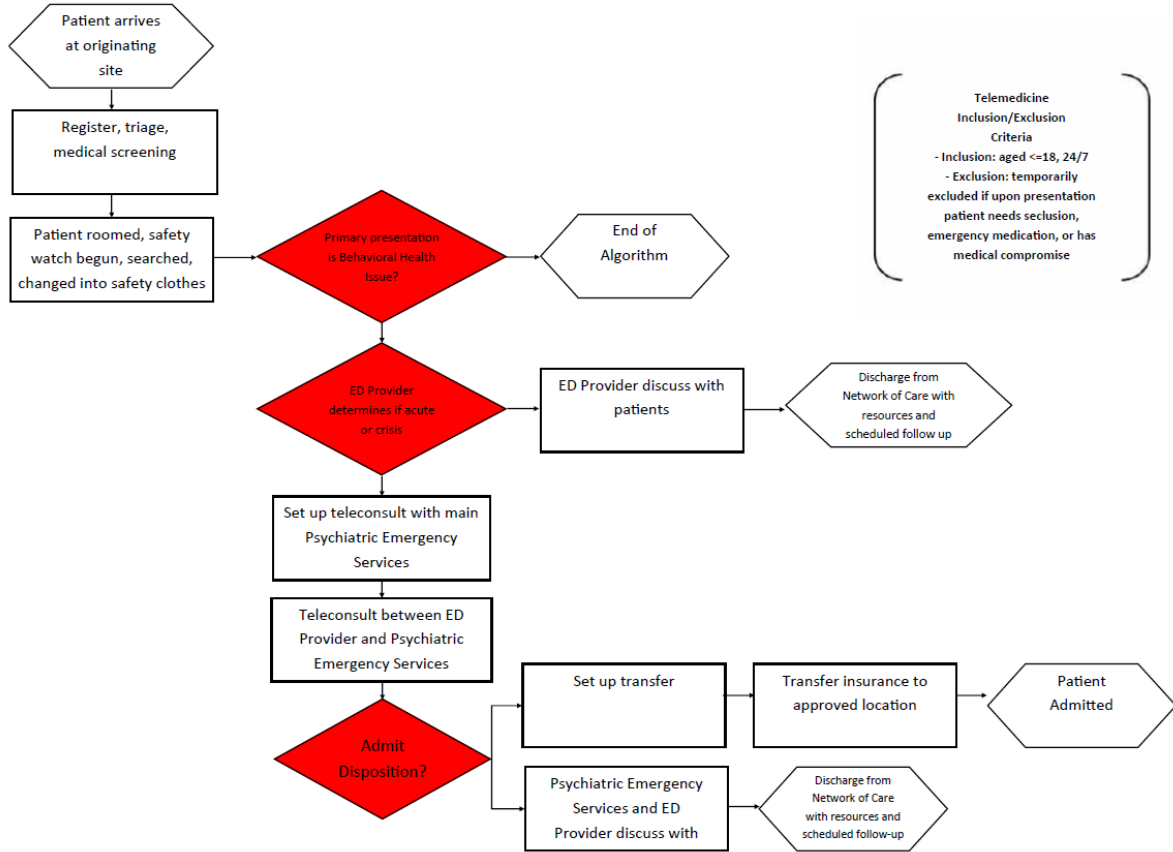 Patient arrives
at originating
site
Register, triage,
medical screening
Patient roomed, safety
watch begun, searched,
changed into safety clothes
Primary presentation
is Behavioral Health
Issue?
End of
Algorithm
Telemedicine
Inclusion/Exclusion
Criteria
- Inclusion: aged <=18, 24/7
- Exclusion: temporarily
excluded if upon presentation
patient needs seclusion,
emergency medication, or has
medical compromise
ED Provider
determines if acute
or crisis
ED Provider discuss with
patients
Discharge from
Network of Care with
resources and
scheduled follow up
Set up teleconsult with main
Psychiatric Emergency
Services
Teleconsult between ED
Provider and Psychiatric
Emergency Services
Admit
Disposition?
Set up transfer
Transfer insurance to
approved location
Patient
Admitted
Psychiatric Emergency
Services and ED
Provider discuss with
Discharge from
Network of Care
with resources and
scheduled follow-up